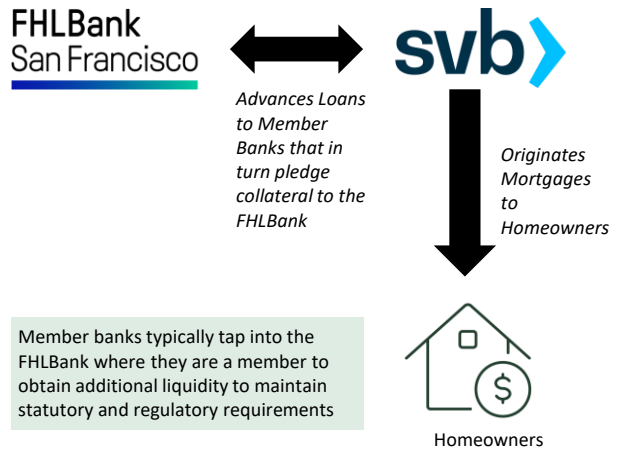 FHLBank
San Francisco
svb
Advances Loans
to Member
Banks that in
turn pledge
collateral to the
FHLBank
Originates
Mortgages
to
Homeowners
Member banks typically tap into the
FHLBank where they are a member to
obtain additional liquidity to maintain
statutory and regulatory requirements
$
Homeowners